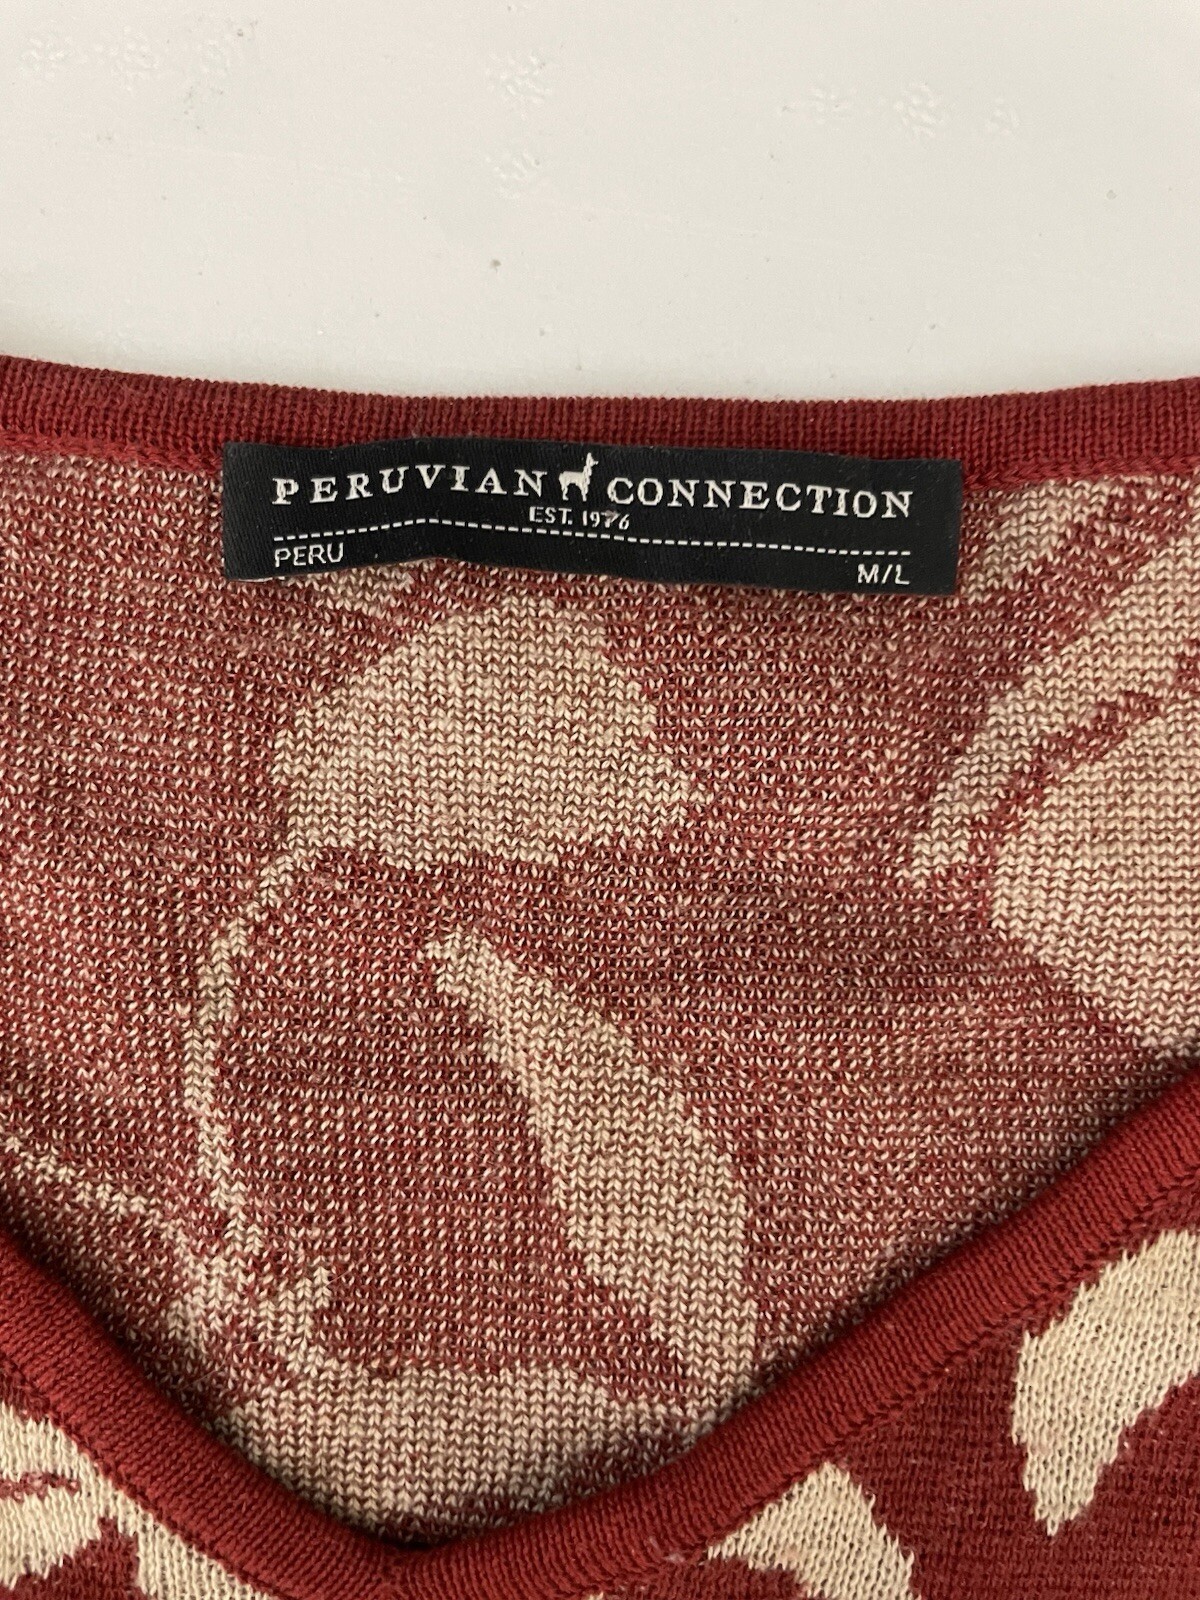 PERUVIAN CONNECTION
EST. 1976
PERU M/L